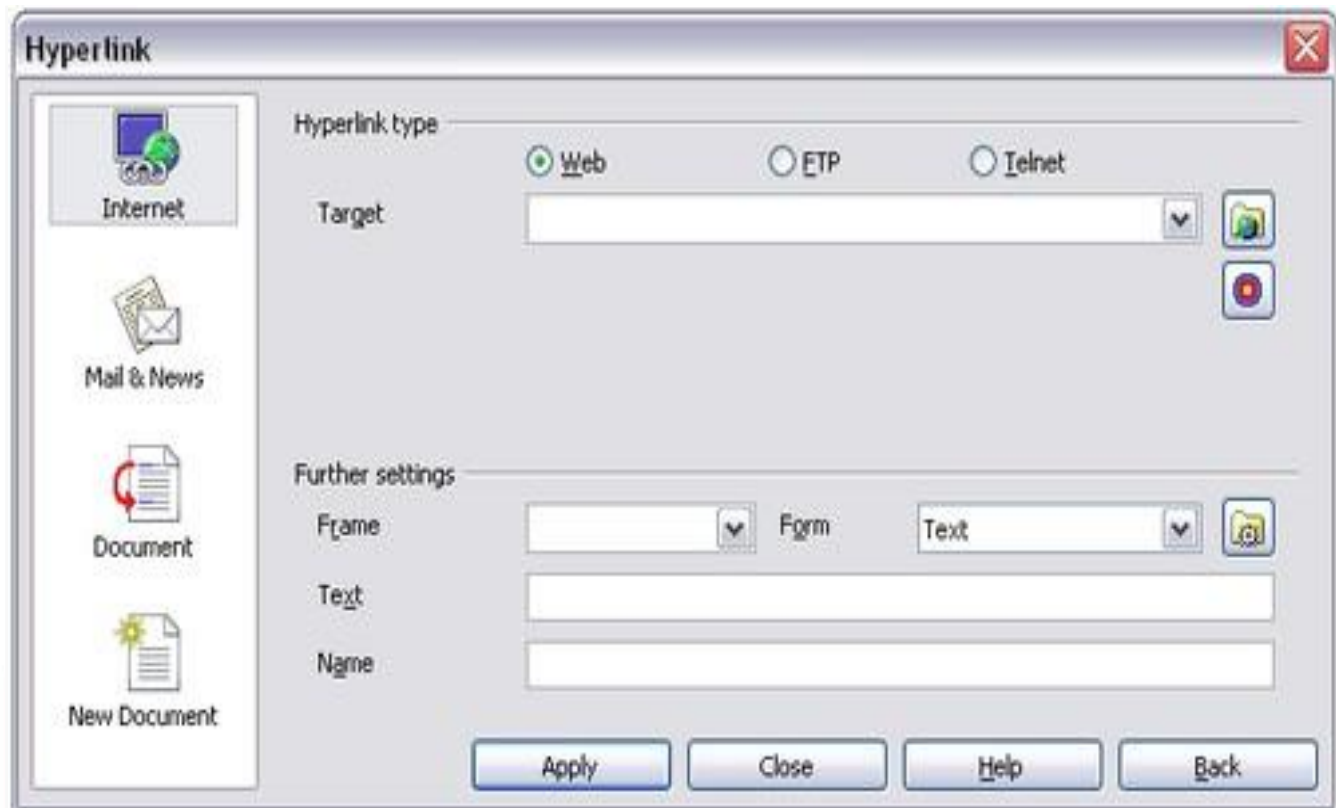 Hyperlink
Internet
Mail & News
Document
New Document
Hyperlink type
Web FTP Telnet
Target
Further settings
Frame Form Text
Text
Name
Apply Close Help Back